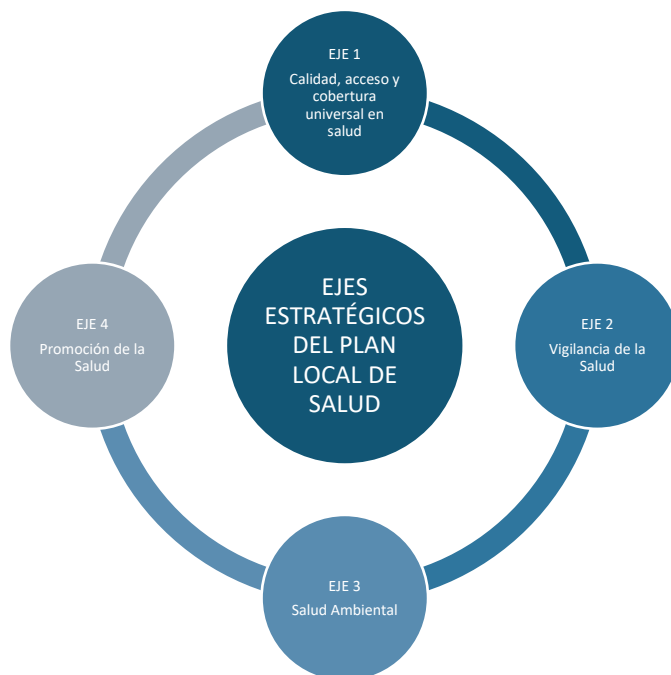 EJE 1
Calidad, acceso y
cobertura
universal en
salud
EJES
ESTRATÉGICOS
DEL PLAN
LOCAL DE
SALUD
EJE 4
Promoción de la
Salud
EJE 2
Vigilancia de la
Salud
EJE 3
Salud Ambiental